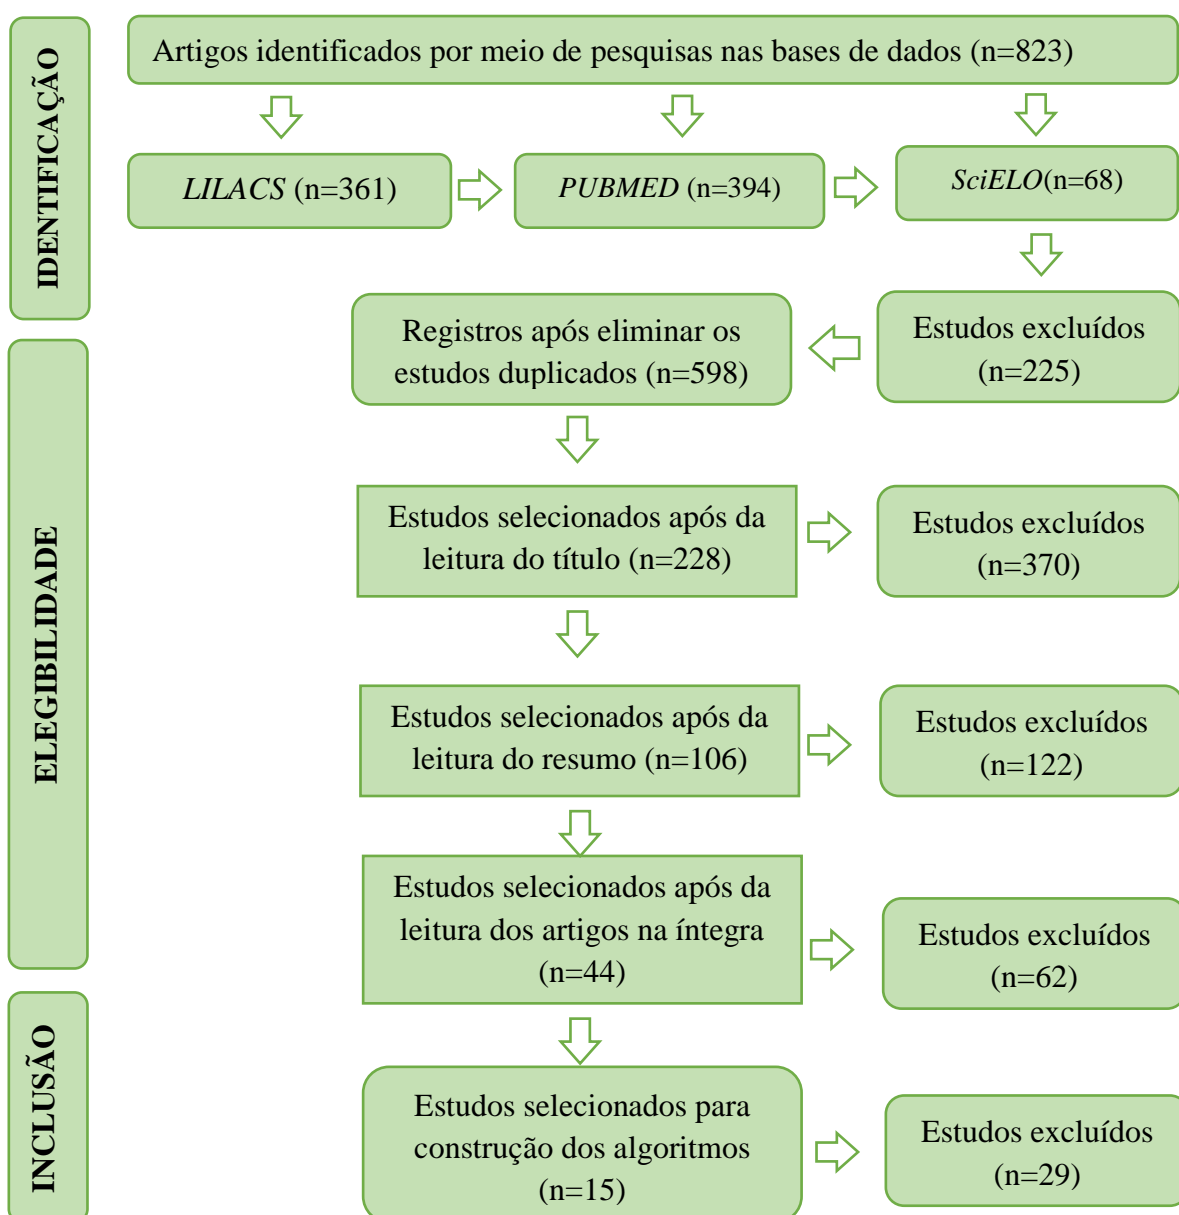 IDENTIFICAÇÃO
Artigos identificados por meio de pesquisas nas bases de dados (n=823)
LILACS (n=361)
PUBMED (n=394)
SciELO(n=68)
Registros após eliminar os
estudos duplicados (n=598)
Estudos excluídos
(n=225)
ELEGIBILIDADE
Estudos selecionados após da
leitura do título (n=228)
Estudos excluídos
(n=370)
Estudos selecionados após da
leitura do resumo (n=106)
Estudos excluídos
(n=122)
Estudos selecionados após da
leitura dos artigos na íntegra
(n=44)
Estudos excluídos
(n=62)
INCLUSÃO
Estudos selecionados para
construção dos algoritmos
(n=15)
Estudos excluídos
(n=29)